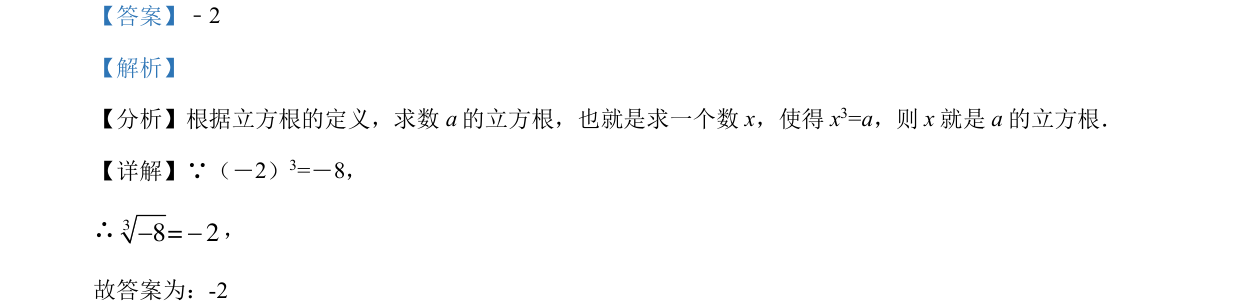 【答案】﹣2
【解析】
【分析】根据立方根的定义，求数 a 的立方根，也就是求一个数 x，使得 x³=a，则 x 就是 a 的立方根．
【详解】∵（－2）³=－8，
∴ ∛−8=−2，
故答案为：-2